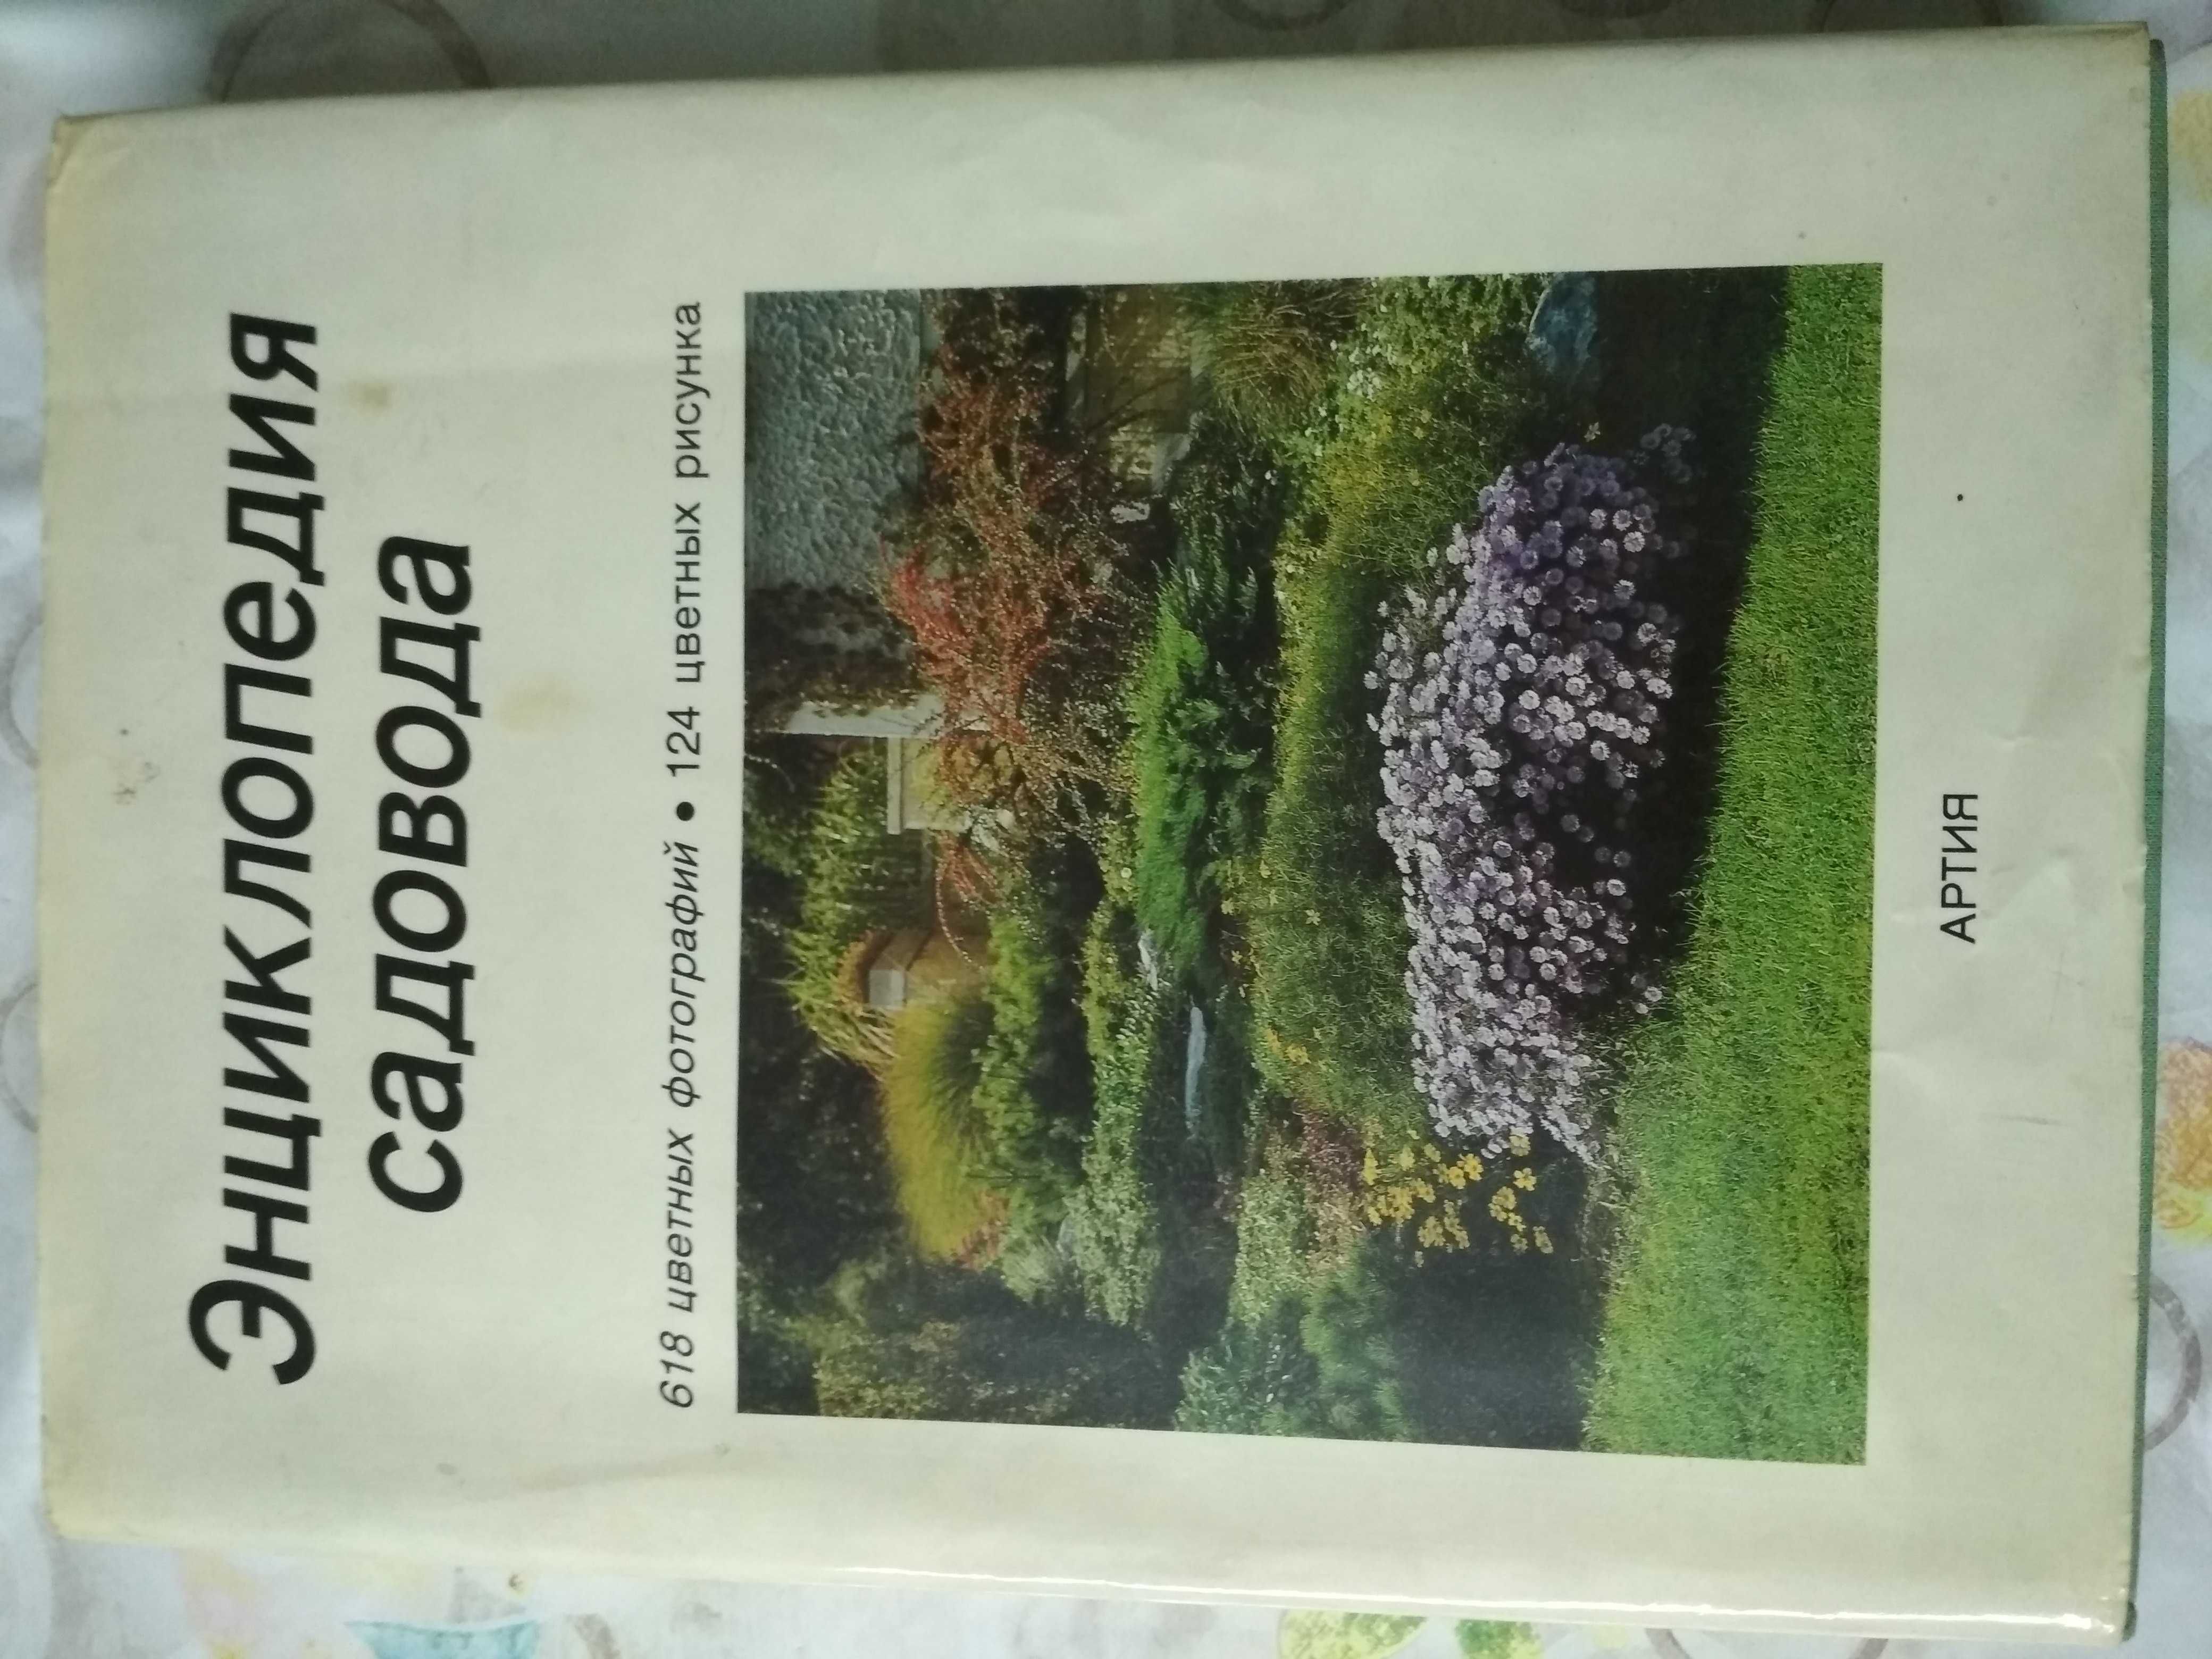 Энциклопедия
садовода
618 цветных фотографий • 124 цветных рисунка
АРТИЯ